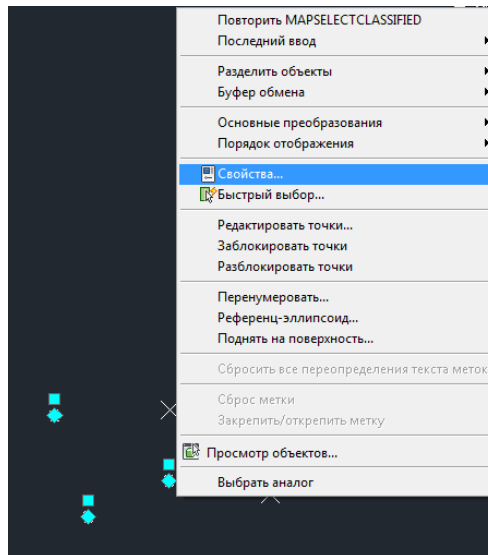 Повторить MAPSELECTCLASSIFIED
Последний ввод
Разделить объекты
Буфер обмена
Основные преобразования
Порядок отображения
Свойства...
Быстрый выбор...
Редактировать точки...
Заблокировать точки
Разблокировать точки
Перенумеровать...
Референц-эллипсоид...
Поднять на поверхность...
Сбросить все переопределения текста меток
Сброс метки
Закрепить/открепить метку
Просмотр объектов...
Выбрать аналог